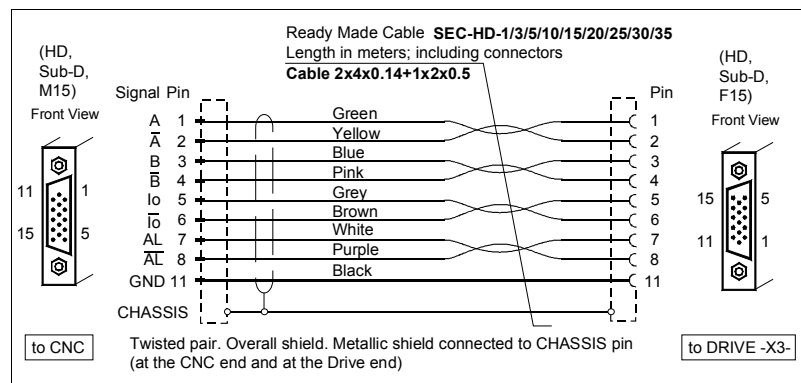 Ready Made Cable SEC-HD-1/3/5/10/15/20/25/30/35
Length in meters; including connectors
Cable 2x4x0.14+1x2x0.5
(HD,
Sub-D,
M15)
Front View
11
1
15
5
to CNC
Signal Pin
Pin
A 1 Green 1
A̅ 2 Yellow 2
B 3 Blue 3
B̅ 4 Pink 4
Io 5 Grey 5
I̅o̅ 6 Brown 6
AL 7 White 7
A̅L̅ 8 Purple 8
GND 11 Black 11
CHASSIS
(HD,
Sub-D,
F15)
Front View
15
5
11
1
to DRIVE -X3-
Twisted pair. Overall shield. Metallic shield connected to CHASSIS pin
(at the CNC end and at the Drive end)